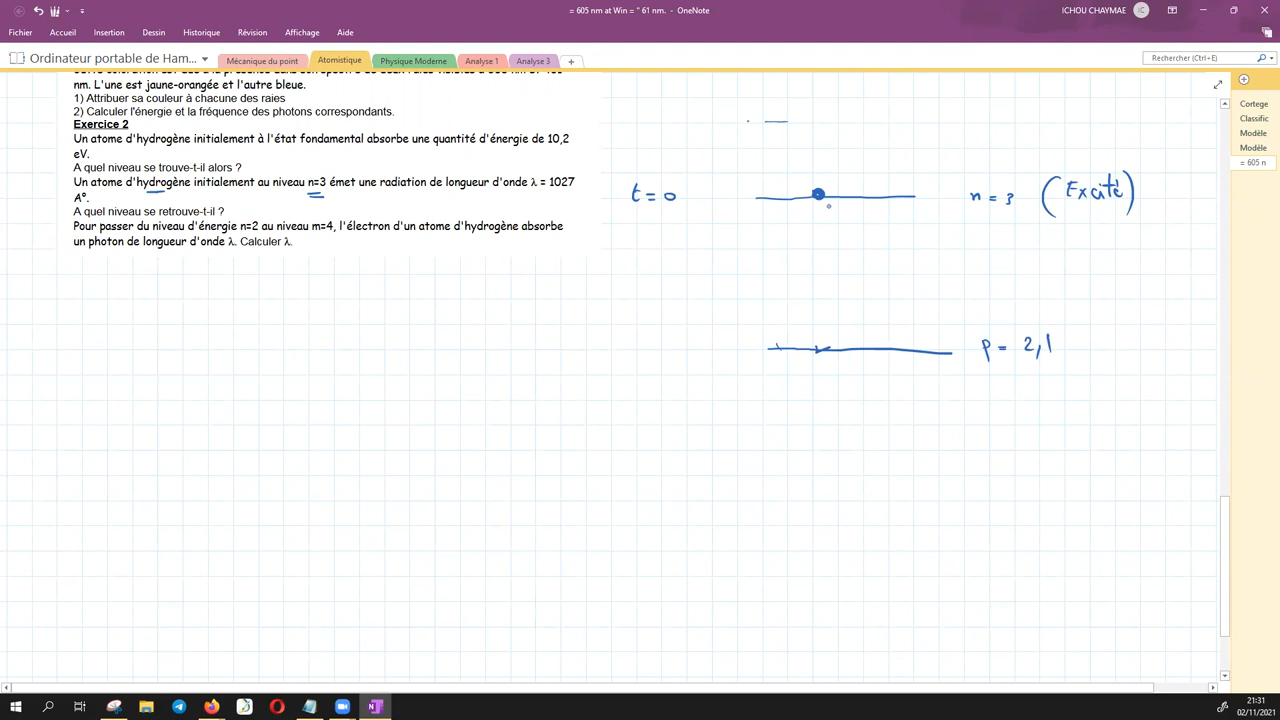 = 605 nm at Win = " 61 nm. - OneNote
ICHOU CHAYMAE
IC
Fichier Accueil Insertion Dessin Historique Révision Affichage Aide
Ordinateur portable de Ham...
Mécanique du point
Atomistique
Physique Moderne
Analyse 1
Analyse 3
Rechercher (Ctrl+E)
nm. L'une est jaune-orangée et l'autre bleue.
1) Attribuer sa couleur à chacune des raies
2) Calculer l'énergie et la fréquence des photons correspondants.
Exercice 2
Un atome d'hydrogène initialement à l'état fondamental absorbe une quantité d'énergie de 10,2
eV.
A quel niveau se trouve-t-il alors ?
Un atome d'hydrogène initialement au niveau n=3 émet une radiation de longueur d'onde λ = 1027
A°.
A quel niveau se retrouve-t-il ?
Pour passer du niveau d'énergie n=2 au niveau m=4, l'électron d'un atome d'hydrogène absorbe
un photon de longueur d'onde λ. Calculer λ.
t = 0
n = 3 (Excité)
p = 2,1
Cortege
Classific
Modèle
Modèle
= 605 n
21:31
02/11/2021